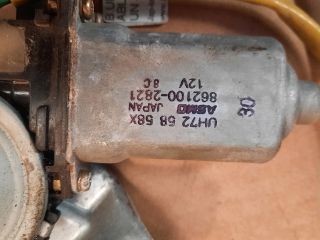 UH72 58 58X
ASMO JAPAN
862100-2821
12V 8C
30